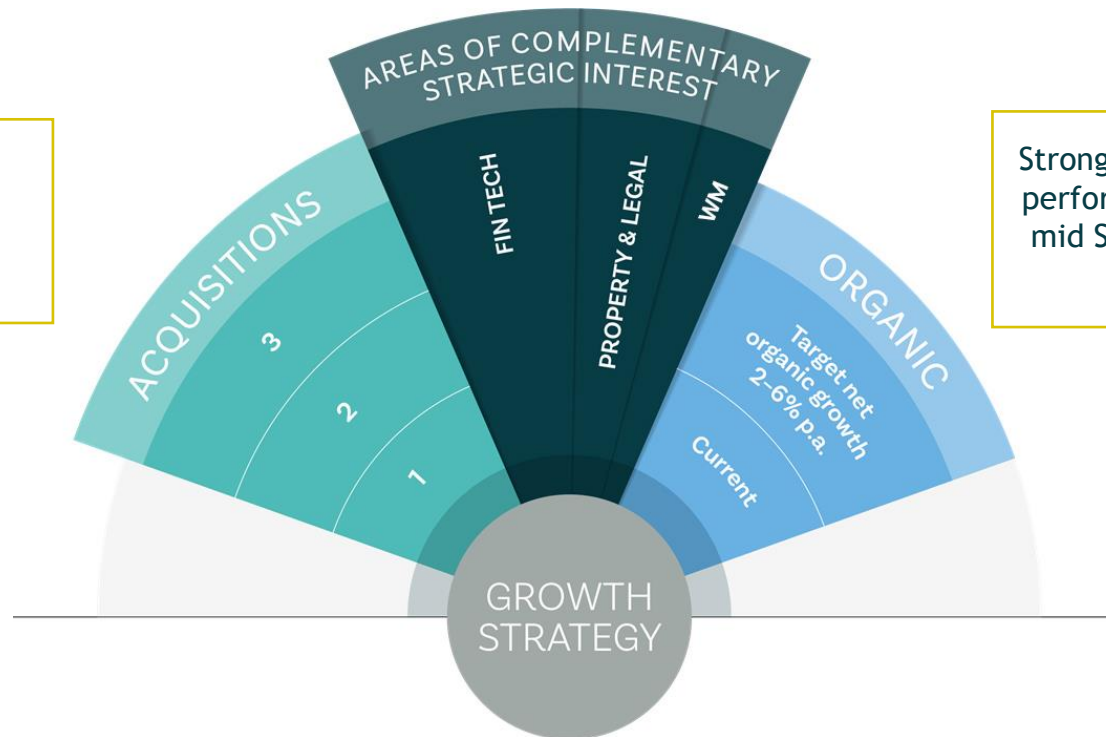 AREAS OF COMPLEMENTARY
STRATEGIC INTEREST
ACQUISITIONS
3
2
1
FIN TECH
PROPERTY & LEGAL
WM
ORGANIC
Target net
organic growth
2–6% p.a.
Current
GROWTH
STRATEGY
Strong
mid